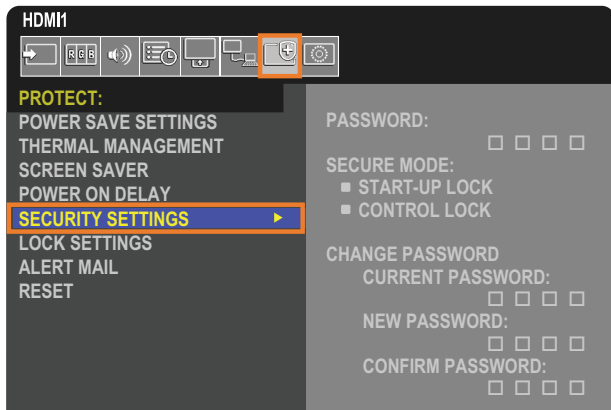 HDMI1
RGB
PROTECT:
POWER SAVE SETTINGS
THERMAL MANAGEMENT
SCREEN SAVER
POWER ON DELAY
SECURITY SETTINGS
LOCK SETTINGS
ALERT MAIL
RESET
PASSWORD:
SECURE MODE:
START-UP LOCK
CONTROL LOCK
CHANGE PASSWORD
CURRENT PASSWORD:
NEW PASSWORD:
CONFIRM PASSWORD: